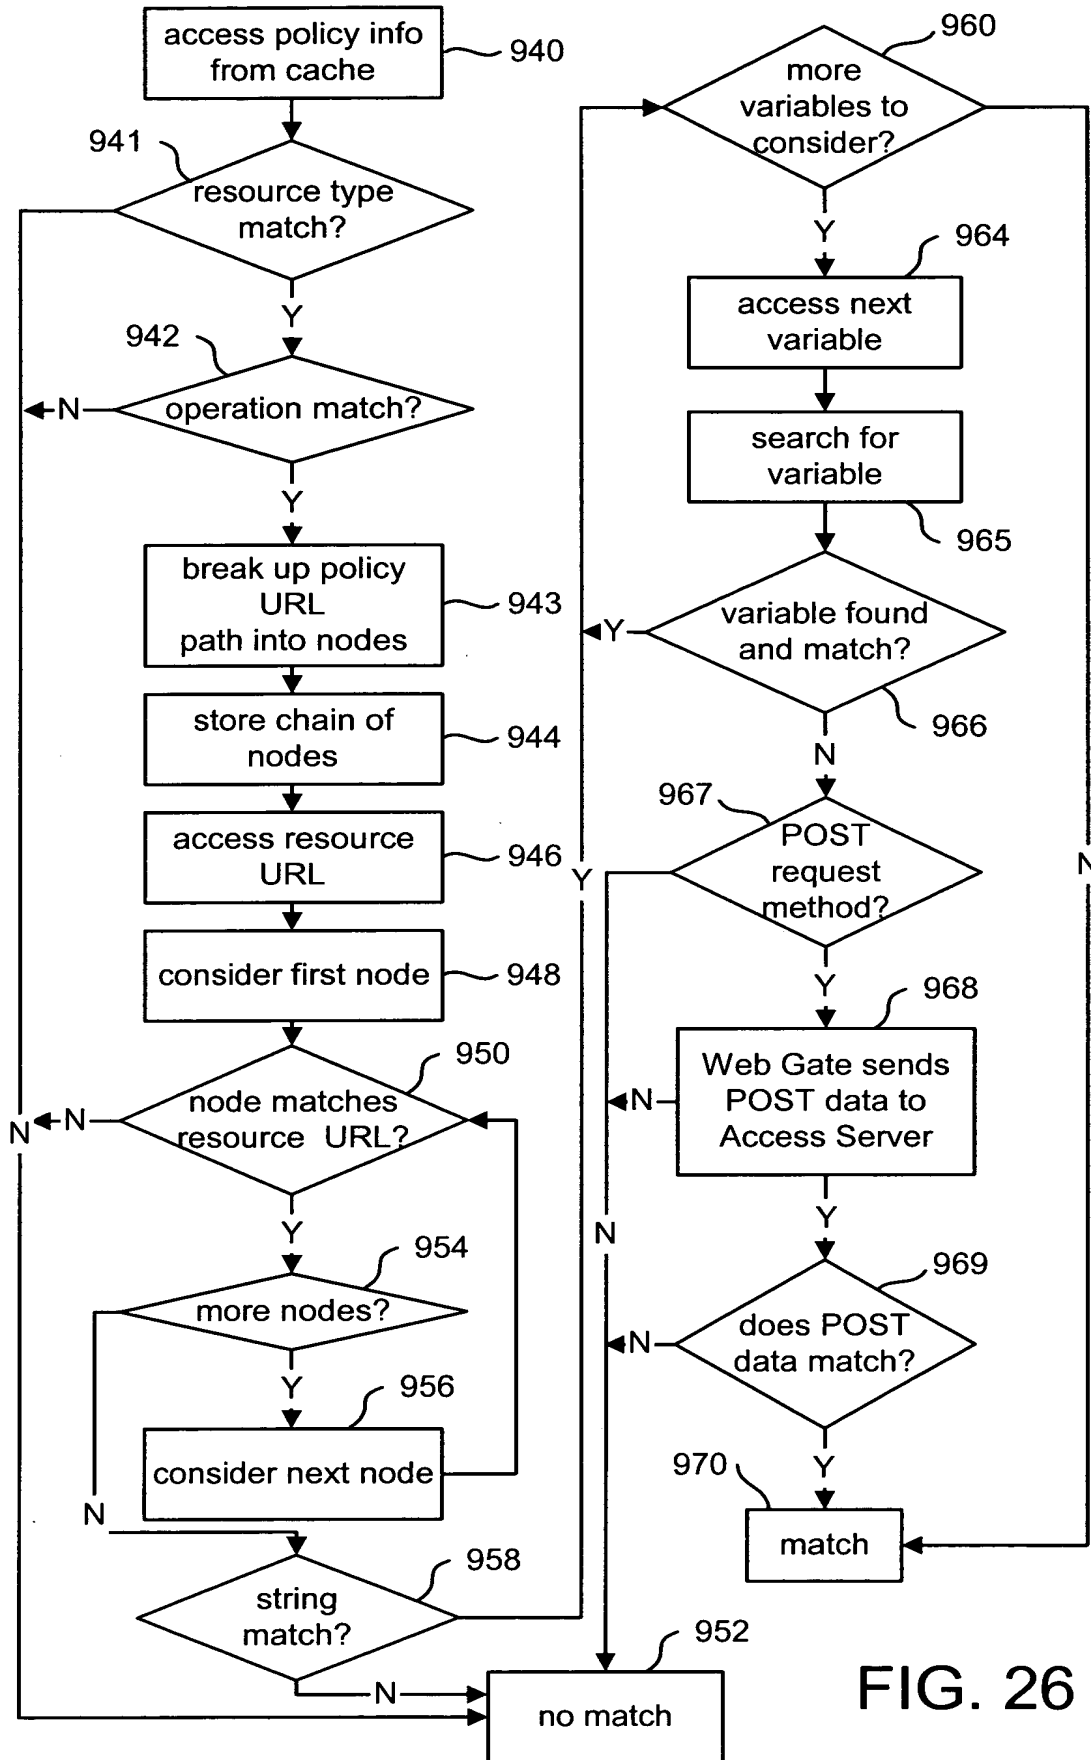 access policy info
from cache
940
941
resource type
match?
Y
942
operation match?
N
Y
break up policy
URL
path into nodes
943
store chain of
nodes
944
access resource
URL
946
consider first node
948
950
node matches
resource URL?
N
N
Y
954
more nodes?
Y
956
consider next node
N
958
string
match?
N
Y
952
no match
960
more
variables to
consider?
Y
N
964
access next
variable
search for
variable
965
variable found
and match?
Y
966
N
967
POST
request
method?
Y
968
Web Gate sends
POST data to
Access Server
N
Y
N
969
does POST
data match?
N
Y
970
match
FIG. 26